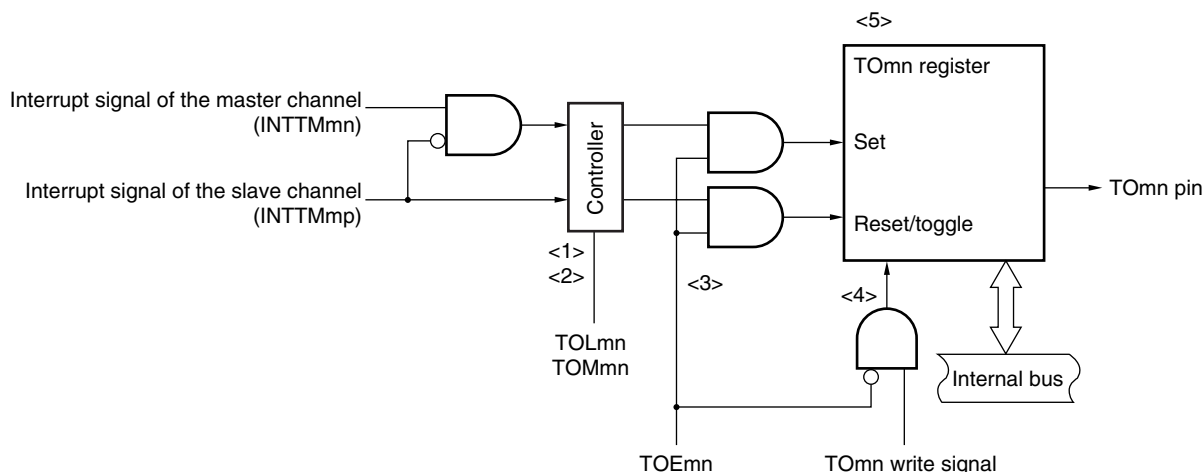 <5>
TOmn register
Interrupt signal of the master channel
(INTTMmn)
Controller
Set
Interrupt signal of the slave channel
(INTTMmp)
TOmn pin
Reset/toggle
<1>
<2>
<3>
<4>
TOLmn
TOMmn
Internal bus
TOEmn
TOmn write signal